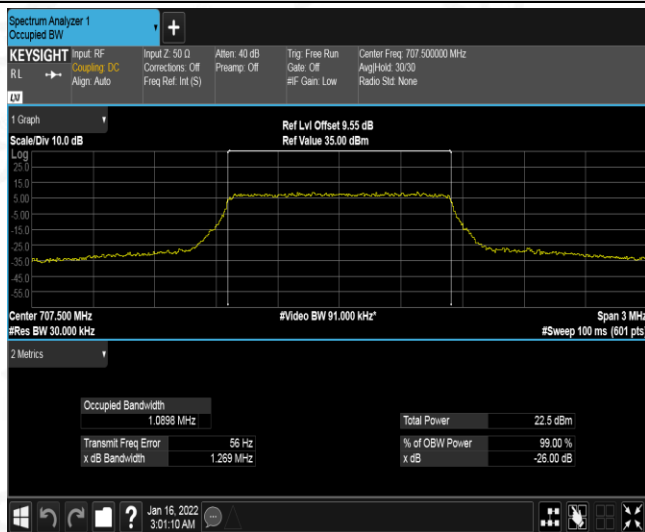 Spectrum Analyzer 1
Occupied BW
+
KEYSIGHT Input: RF Input Z: 50 Ω Atten: 40 dB Trig: Free Run Center Freq: 707.500000 MHz
RL Coupling: DC Corrections: Off Preamp: Off Gate: Off Avg|Hold: 30/30
Align: Auto Freq Ref: Int (S) #IF Gain: Low Radio Std: None
LXI
1 Graph
Ref Lvl Offset 9.55 dB
Scale/Div 10.0 dB Ref Value 35.00 dBm
Log
25.0
15.0
5.00
-5.00
-15.0
-25.0
-35.0
-45.0
-55.0
Center 707.500 MHz #Video BW 91.000 kHz* Span 3 MHz
#Res BW 30.000 kHz #Sweep 100 ms (601 pts)
2 Metrics
Occupied Bandwidth
1.0898 MHz Total Power 22.5 dBm
Transmit Freq Error 56 Hz % of OBW Power 99.00 %
x dB Bandwidth 1.269 MHz x dB -26.00 dB
? Jan 16, 2022
3:01:10 AM